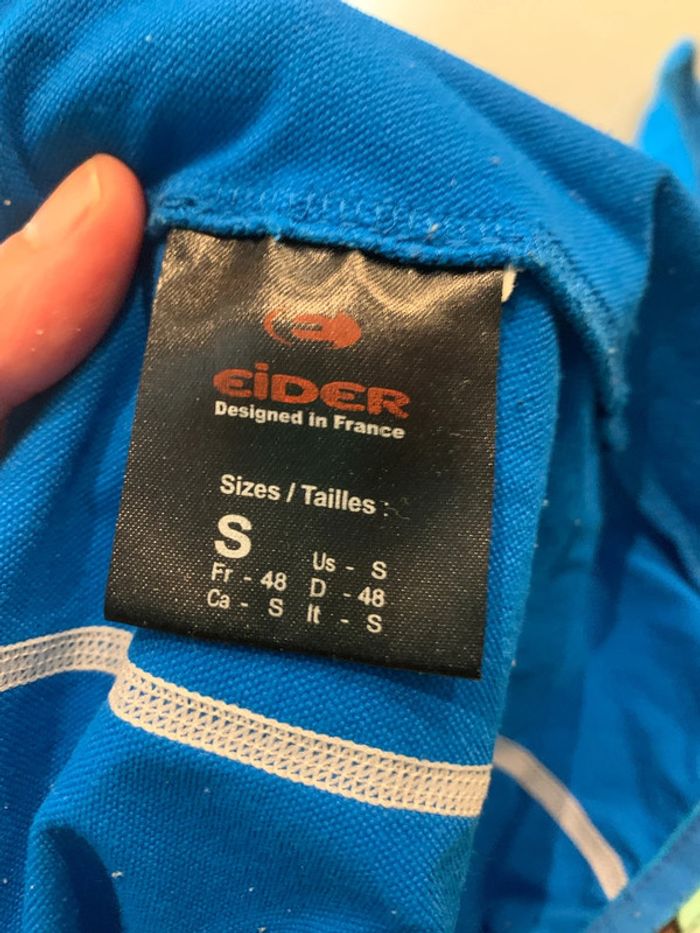 EiDER
Designed in France
Sizes / Tailles :
S
Us - S
Fr - 48 D - 48
Ca - S It - S